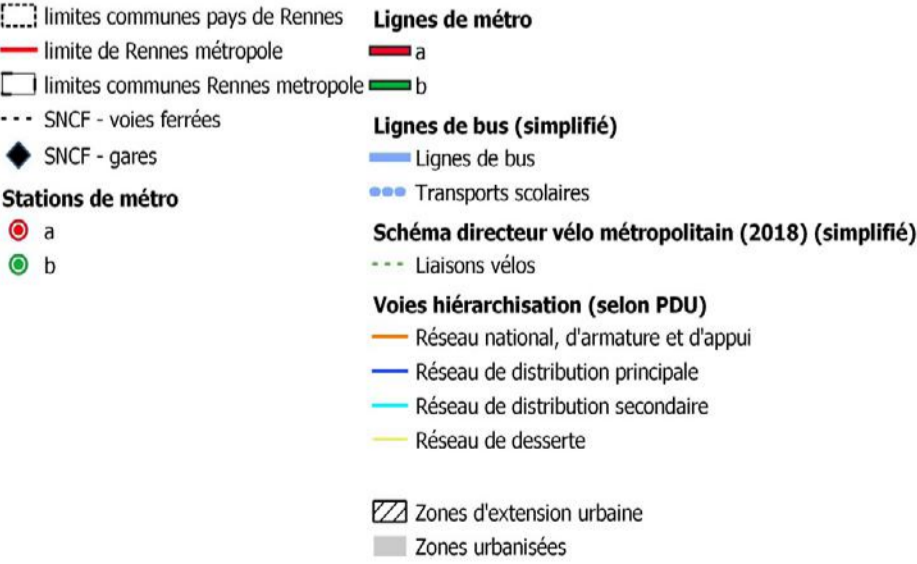 limites communes pays de Rennes
limite de Rennes métropole
limites communes Rennes metropole
SNCF - voies ferrées
SNCF - gares
Stations de métro
a
b
Lignes de métro
a
b
Lignes de bus (simplifié)
Lignes de bus
Transports scolaires
Schéma directeur vélo métropolitain (2018) (simplifié)
Liaisons vélos
Voies hiérarchisation (selon PDU)
Réseau national, d'armature et d'appui
Réseau de distribution principale
Réseau de distribution secondaire
Réseau de desserte
Zones d'extension urbaine
Zones urbanisées